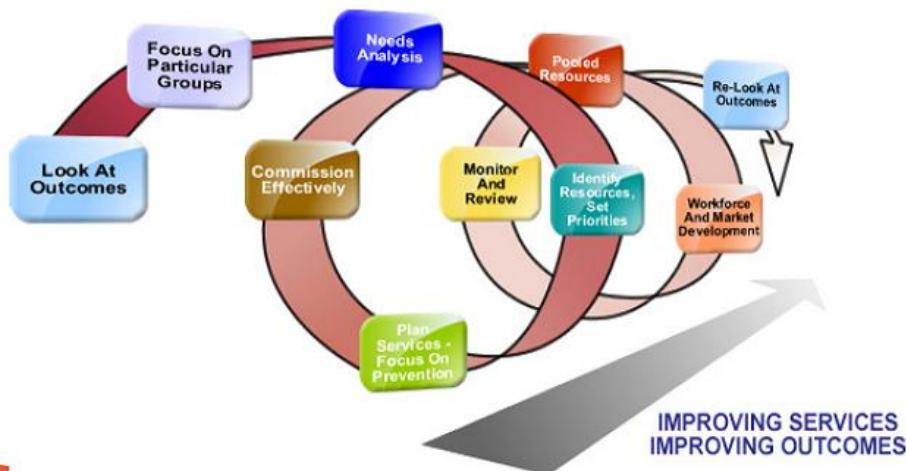 Look At
Outcomes
Focus On
Particular
Groups
Needs
Analysis
Identify
Resources,
Set
Priorities
Plan
Services -
Focus On
Prevention
Commission
Effectively
Pooled
Resources
Workforce
And Market
Development
Monitor
And
Review
Re-Look At
Outcomes
IMPROVING SERVICES
IMPROVING OUTCOMES